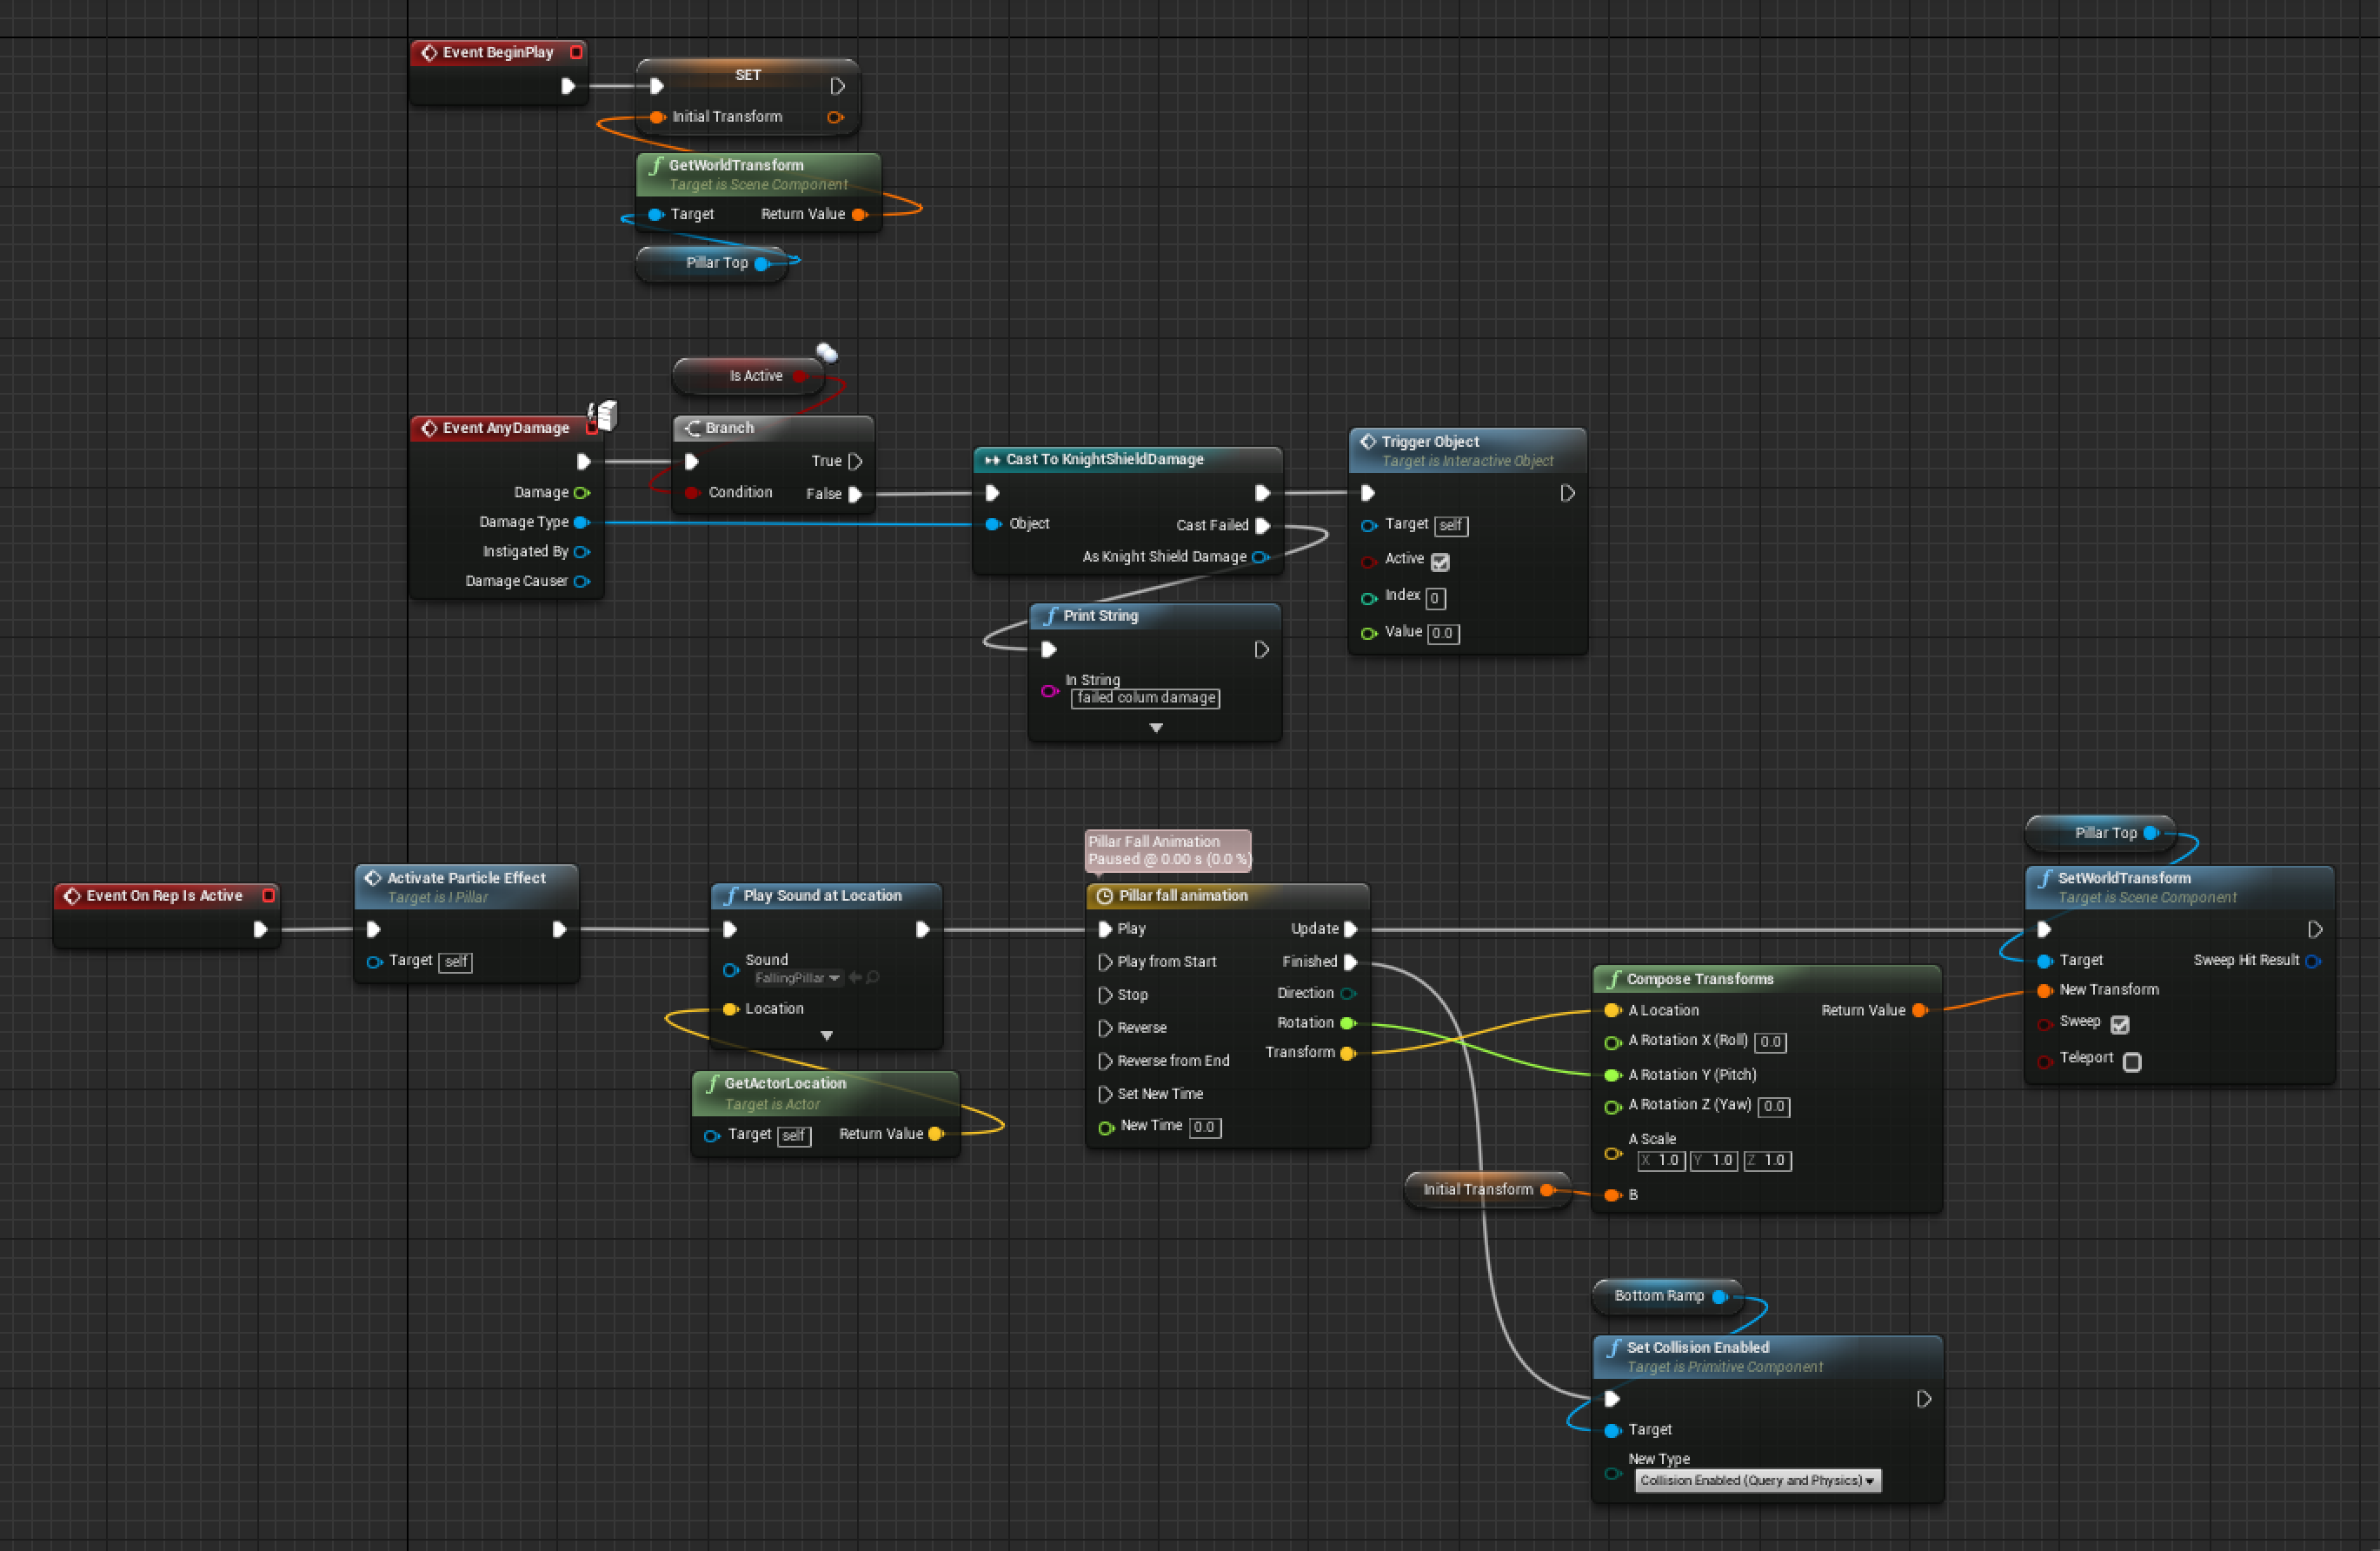 Event BeginPlay
SET
Initial Transform
GetWorldTransform
Target is Scene Component
Target Return Value
Pillar Top
Is Active
Event AnyDamage
Damage
Damage Type
Instigated By
Damage Causer
Branch
True
Condition False
Cast To KnightShieldDamage
Object
Cast Failed
As Knight Shield Damage
Trigger Object
Target is Interactive Object
Target self
Active
Index 0
Value 0.0
Print String
In String
failed colum damage
Event On Rep Is Active
Activate Particle Effect
Target is I Pillar
Target self
Play Sound at Location
Sound
FallingPillar
Location
GetActorLocation
Target is Actor
Target self Return Value
Pillar Fall Animation
Paused @ 0.00 s (0.0 %)
Pillar fall animation
Play Update
Play from Start Finished
Stop Direction
Reverse Rotation
Reverse from End Transform
Set New Time
New Time 0.0
Initial Transform
Compose Transforms
A Location Return Value
A Rotation X (Roll) 0.0
A Rotation Y (Pitch)
A Rotation Z (Yaw) 0.0
A Scale
X 1.0 Y 1.0 Z 1.0
B
Pillar Top
SetWorldTransform
Target is Scene Component
Target Sweep Hit Result
New Transform
Sweep
Teleport
Bottom Ramp
Set Collision Enabled
Target is Primitive Component
Target
New Type
Collision Enabled (Query and Physics)